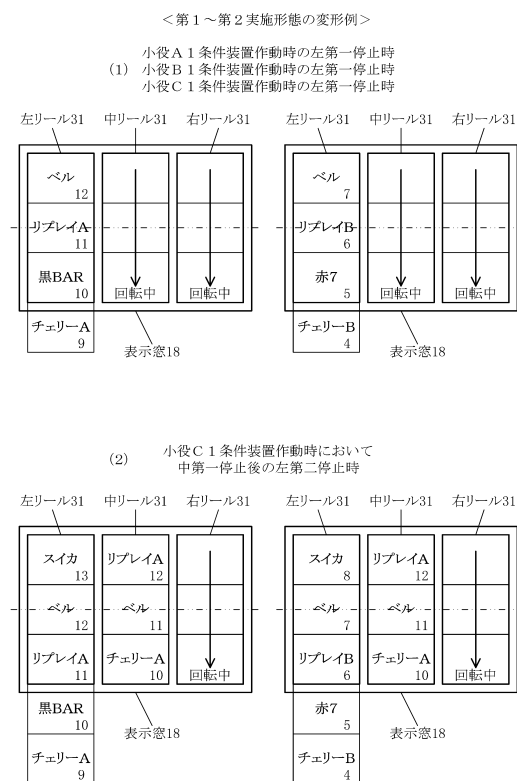 ＜第１～第２実施形態の変形例＞
小役Ａ１条件装置作動時の左第一停止時
(1) 小役Ｂ１条件装置作動時の左第一停止時
小役Ｃ１条件装置作動時の左第一停止時
左リール31 中リール31 右リール31 左リール31 中リール31 右リール31
ベル ベル
12 7
リプレイA リプレイB
11 6
黒BAR 赤7
10 回転中 回転中 5 回転中 回転中
チェリーA チェリーB
9 4
表示窓18 表示窓18
(2) 小役Ｃ１条件装置作動時において
中第一停止後の左第二停止時
左リール31 中リール31 右リール31 左リール31 中リール31 右リール31
スイカ リプレイA スイカ リプレイA
13 12 8 12
ベル ベル ベル ベル
12 11 7 11
リプレイA チェリーA リプレイB チェリーA
11 10 回転中 6 10 回転中
黒BAR 赤7
10 5
表示窓18 表示窓18
チェリーA チェリーB
9 4